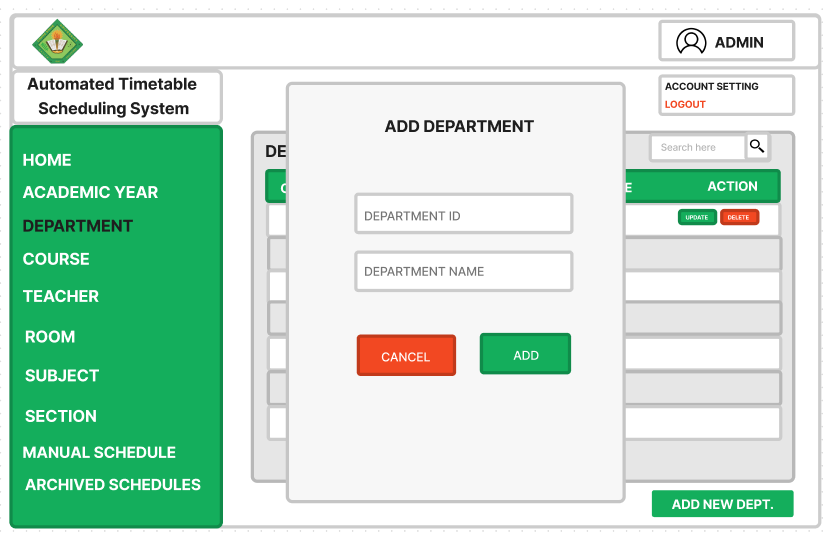 ADMIN
Automated Timetable
Scheduling System
ACCOUNT SETTING
LOGOUT
HOME
ACADEMIC YEAR
DEPARTMENT
COURSE
TEACHER
ROOM
SUBJECT
SECTION
MANUAL SCHEDULE
ARCHIVED SCHEDULES
DE
Search here
E
ACTION
UPDATE
DELETE
ADD DEPARTMENT
DEPARTMENT ID
DEPARTMENT NAME
CANCEL
ADD
ADD NEW DEPT.